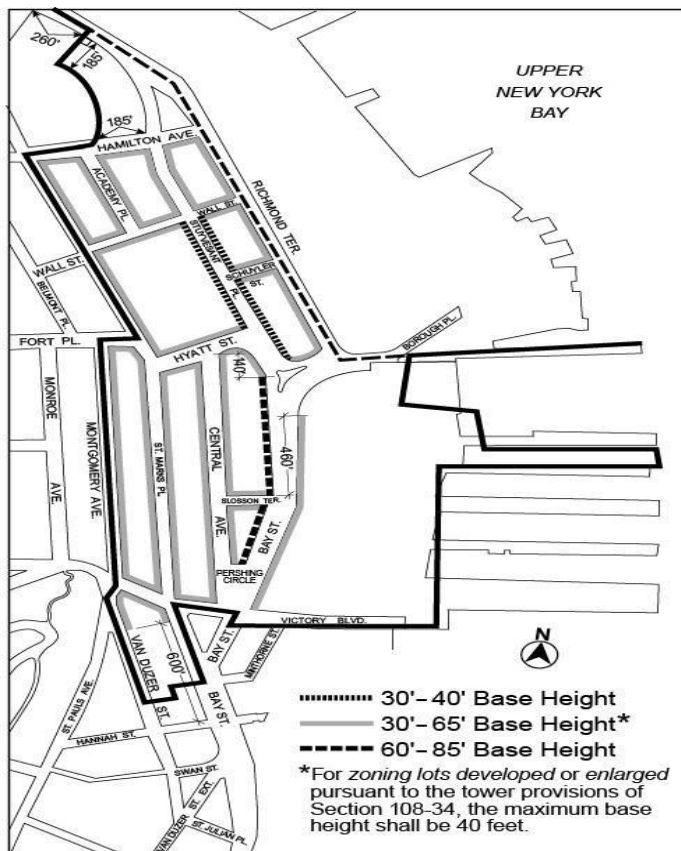 260'
185'
185'
UPPER
NEW YORK
BAY
HAMILTON AVE.
ACADEMY PL.
RICHMOND TER.
WALL ST.
STUYVESANT PL.
SCHUYLER ST.
WALL ST.
BELMONT PL.
FORT PL.
HYATT ST.
BOROUGH PL.
140'
MONROE AVE.
MONTGOMERY AVE.
ST. MARKS PL.
CENTRAL AVE.
460'
SLOSSON TER.
BAY ST.
PERSHING
CIRCLE
VICTORY BLVD.
BAY ST.
MINTHORNE ST.
VAN DUZER ST.
600'
BAY ST.
ST. PAULS AVE.
HANNAH ST.
SWAN ST.
VAN DUZER ST. EXT.
ST. JULIAN PL.
N
30'-40' Base Height
30'-65' Base Height*
60'-85' Base Height
*For zoning lots developed or enlarged
pursuant to the tower provisions of
Section 108-34, the maximum base
height shall be 40 feet.